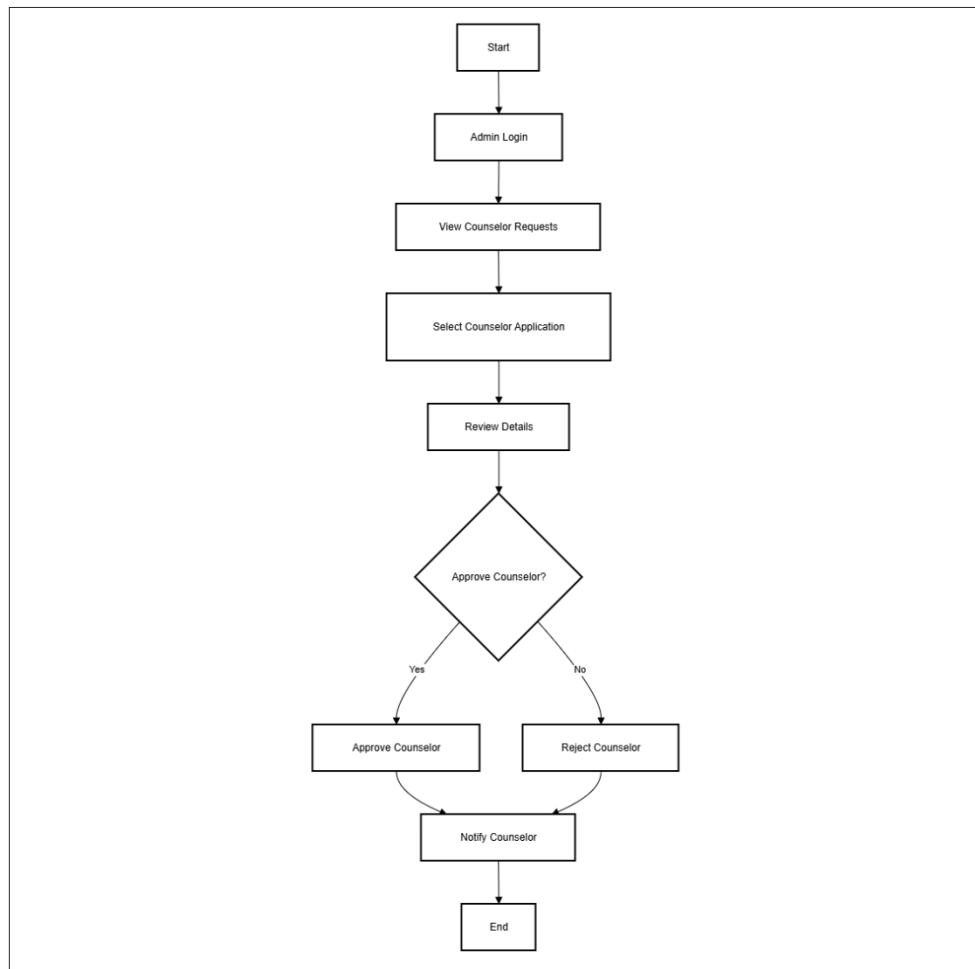 Start
Admin Login
View Counselor Requests
Select Counselor Application
Review Details
Approve Counselor?
Yes
No
Approve Counselor
Reject Counselor
Notify Counselor
End